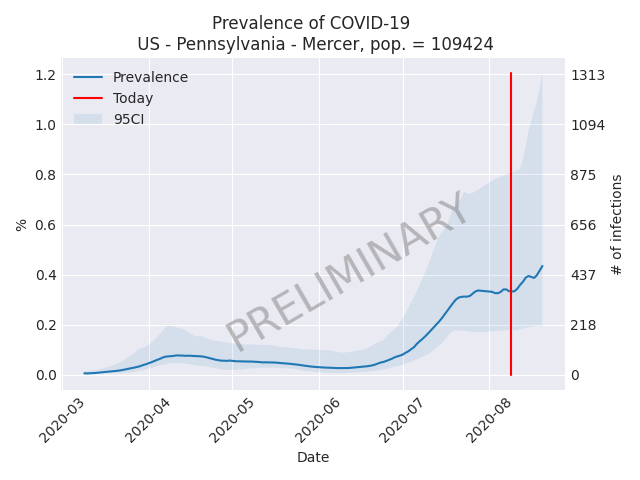 Prevalence of COVID-19
US - Pennsylvania - Mercer, pop. = 109424
Prevalence
Today
95CI
1.2
1.0
0.8
0.6
0.4
0.2
0.0
%
1313
1094
875
656
437
218
0
# of infections
PRELIMINARY
2020-03
2020-04
2020-05
2020-06
2020-07
2020-08
Date